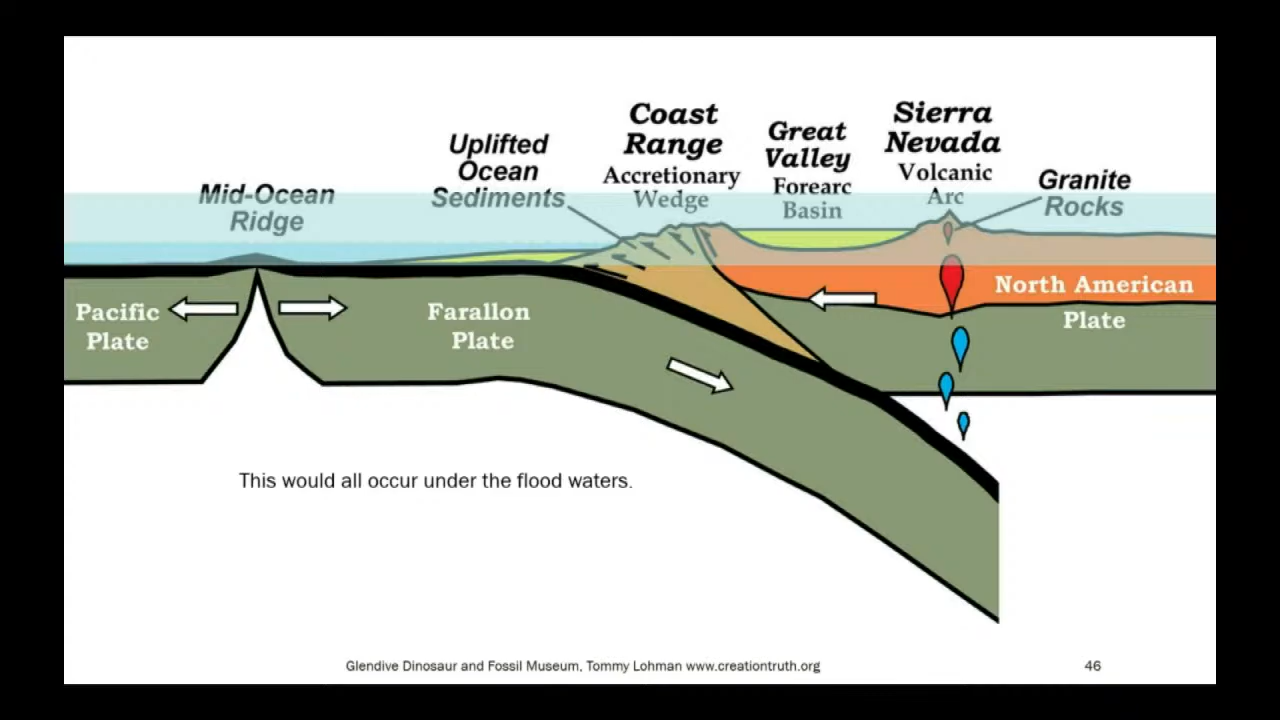 Coast
Range
Accretionary
Wedge
Sierra
Nevada
Volcanic
Arc
Great
Valley
Forearc
Basin
Uplifted
Ocean
Sediments
Granite
Rocks
Mid-Ocean
Ridge
Pacific
Plate
Farallon
Plate
North American
Plate
This would all occur under the flood waters.
Glendive Dinosaur and Fossil Museum, Tommy Lohman www.creationtruth.org
46